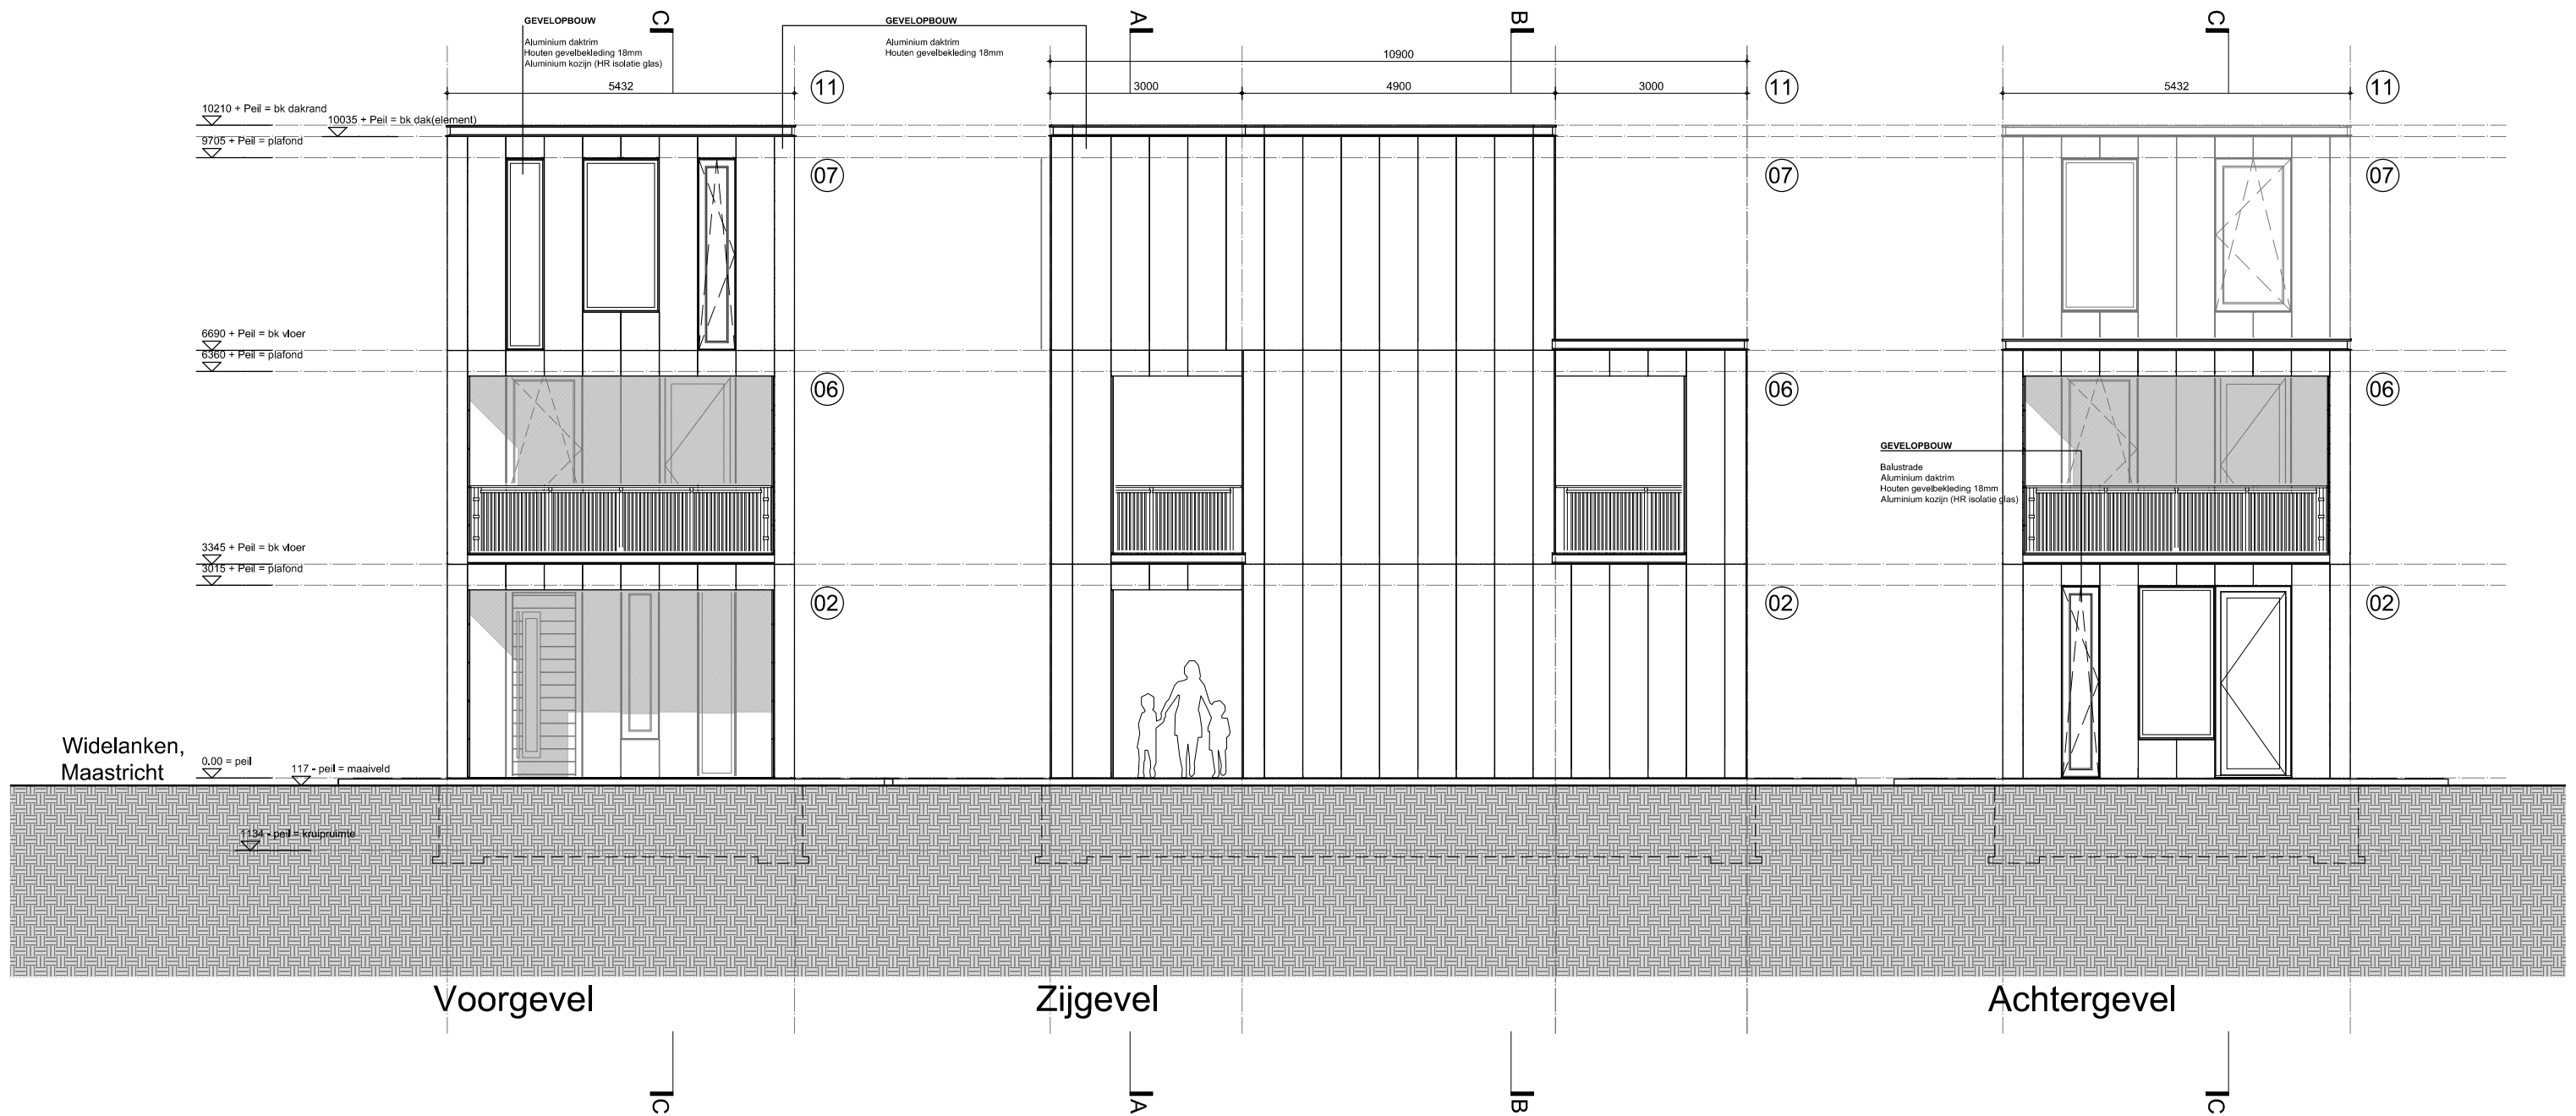 C
A
B
C
GEVELOPBOUW
Aluminium daktrim
Houten gevelbekleding 18mm
Aluminium kozijn (HR isolatie glas)
GEVELOPBOUW
Aluminium daktrim
Houten gevelbekleding 18mm
10900
5432
11
3000
4900
3000
11
5432
11
10210 + Peil = bk dakrand
10035 + Peil = bk dak(element)
9705 + Peil = plafond
07
07
07
6690 + Peil = bk vloer
6360 + Peil = plafond
06
06
06
GEVELOPBOUW
Balustrade
Aluminium daktrim
Houten gevelbekleding 18mm
Aluminium kozijn (HR isolatie glas)
3345 + Peil = bk vloer
3015 + Peil = plafond
02
02
02
Widelanken,
Maastricht
0.00 = peil
117 - peil = maaiveld
1134 - peil = kruipruimte
Voorgevel
Zijgevel
Achtergevel
C
A
B
C